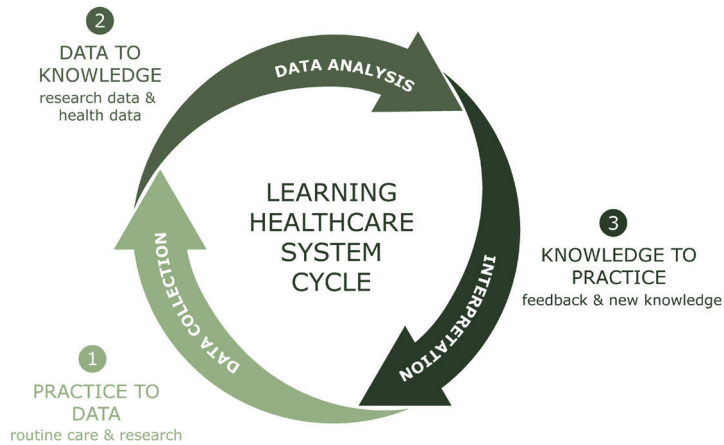 2
DATA TO
KNOWLEDGE
research data &
health data
DATA ANALYSIS
LEARNING
HEALTHCARE
SYSTEM
CYCLE
3
KNOWLEDGE TO
PRACTICE
feedback & new knowledge
INTERPRETATION
DATA COLLECTION
1
PRACTICE TO
DATA
routine care & research